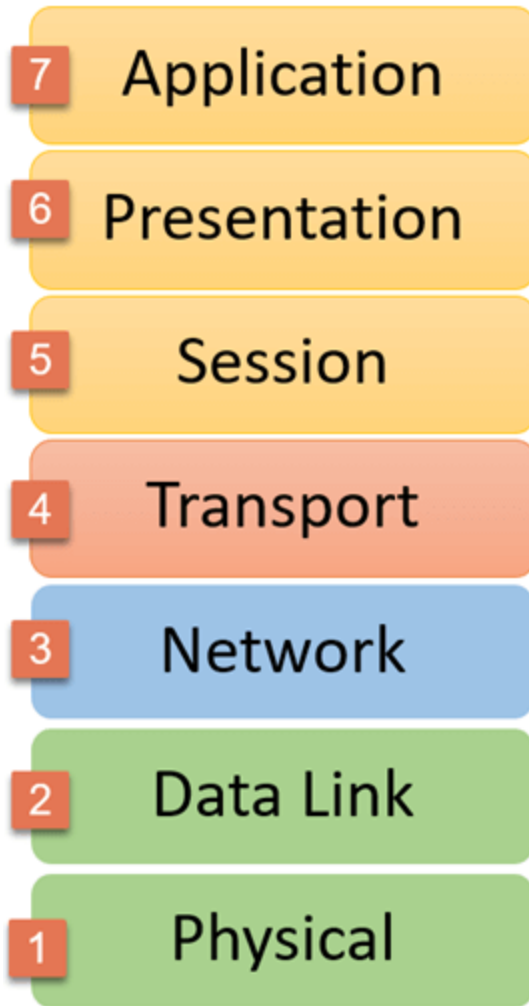 7 Application
6 Presentation
5 Session
4 Transport
3 Network
2 Data Link
1 Physical